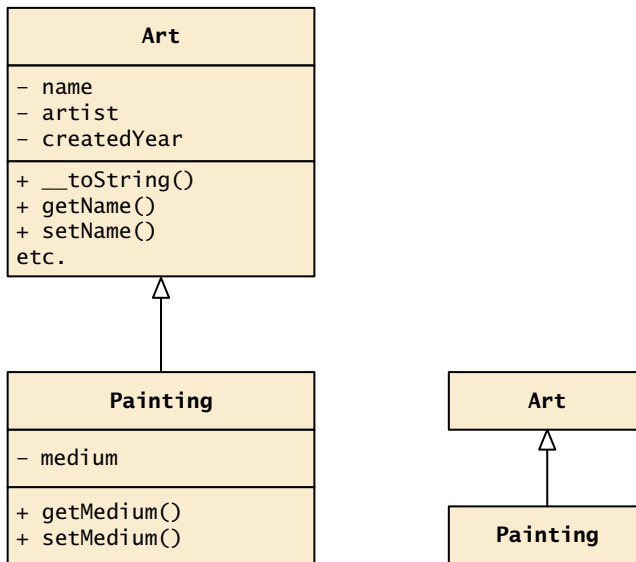 Art
- name
- artist
- createdYear
+ __toString()
+ getName()
+ setName()
etc.
Painting
- medium
+ getMedium()
+ setMedium()
Art
Painting